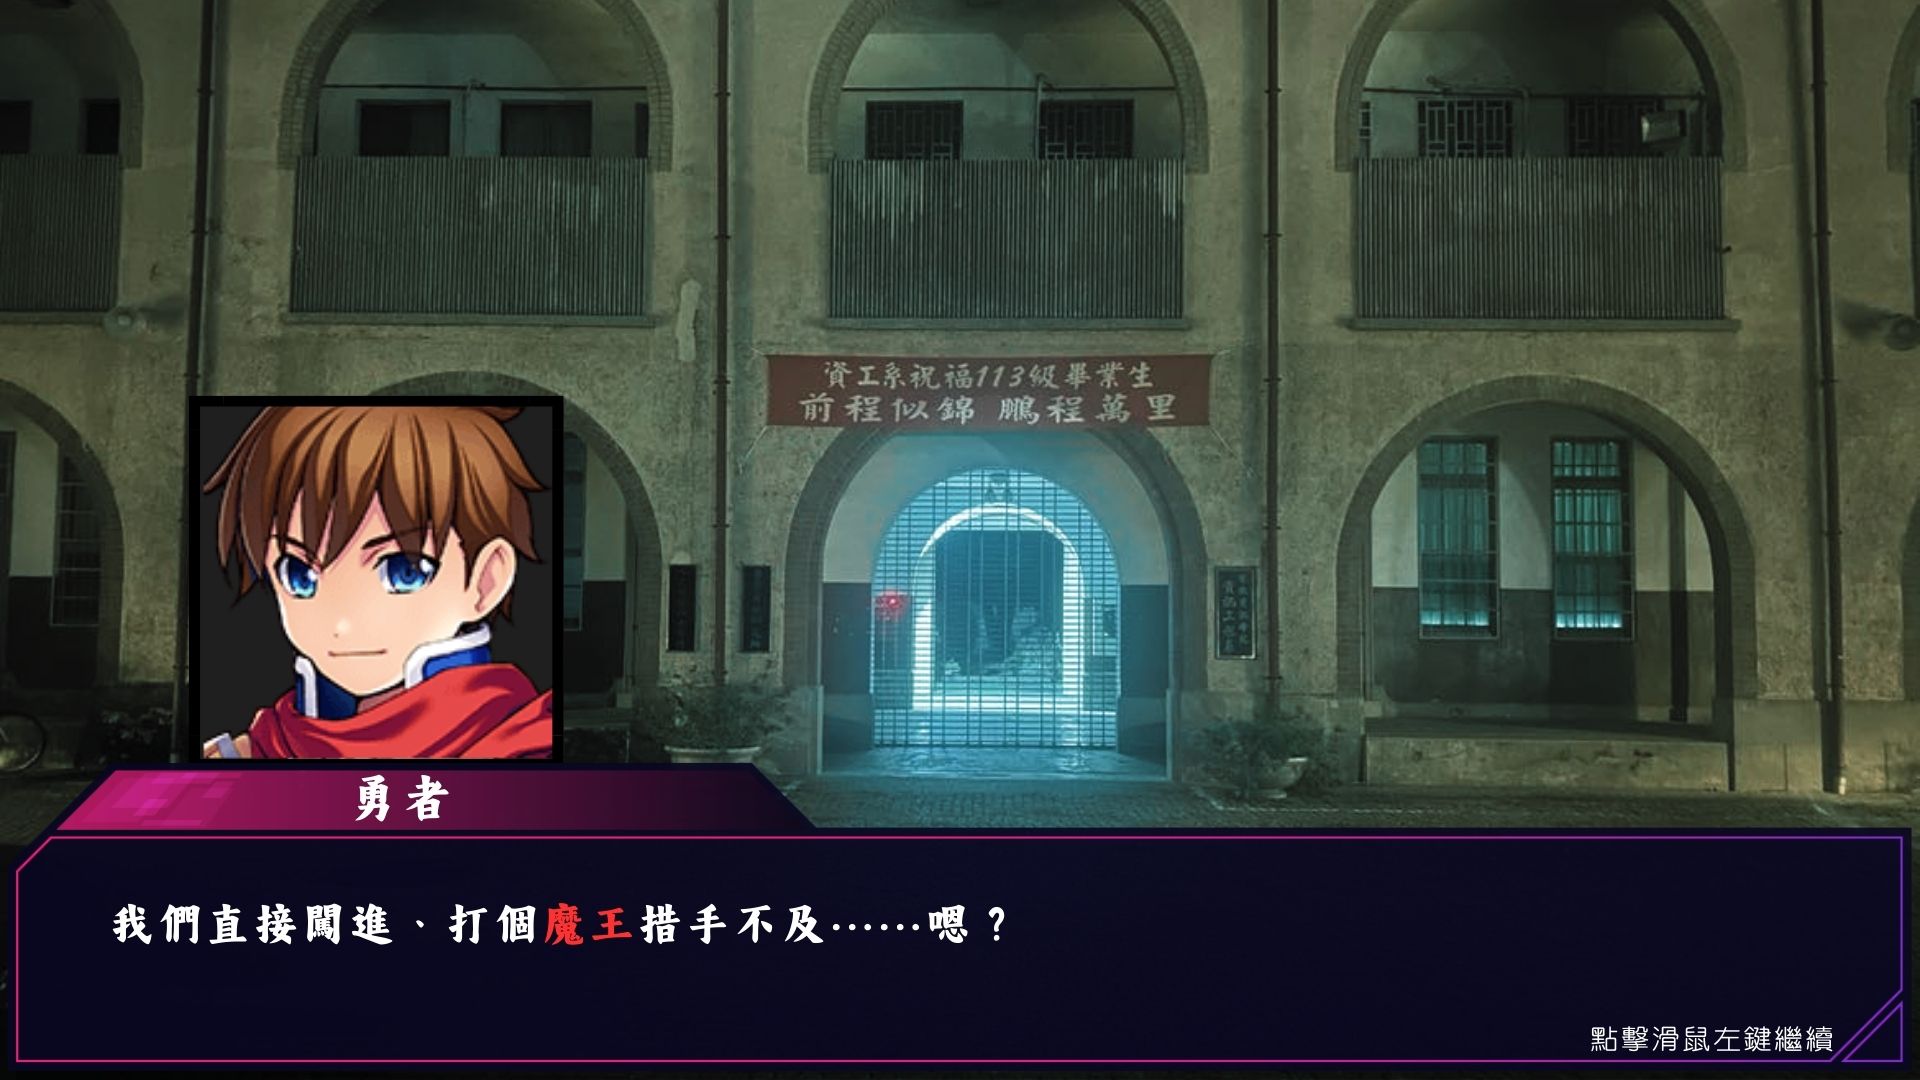 資工系祝福113級畢業生
前程似錦 鵬程萬里
勇者
我們直接闖進、打個魔王措手不及……嗯？
點擊滑鼠左鍵繼續